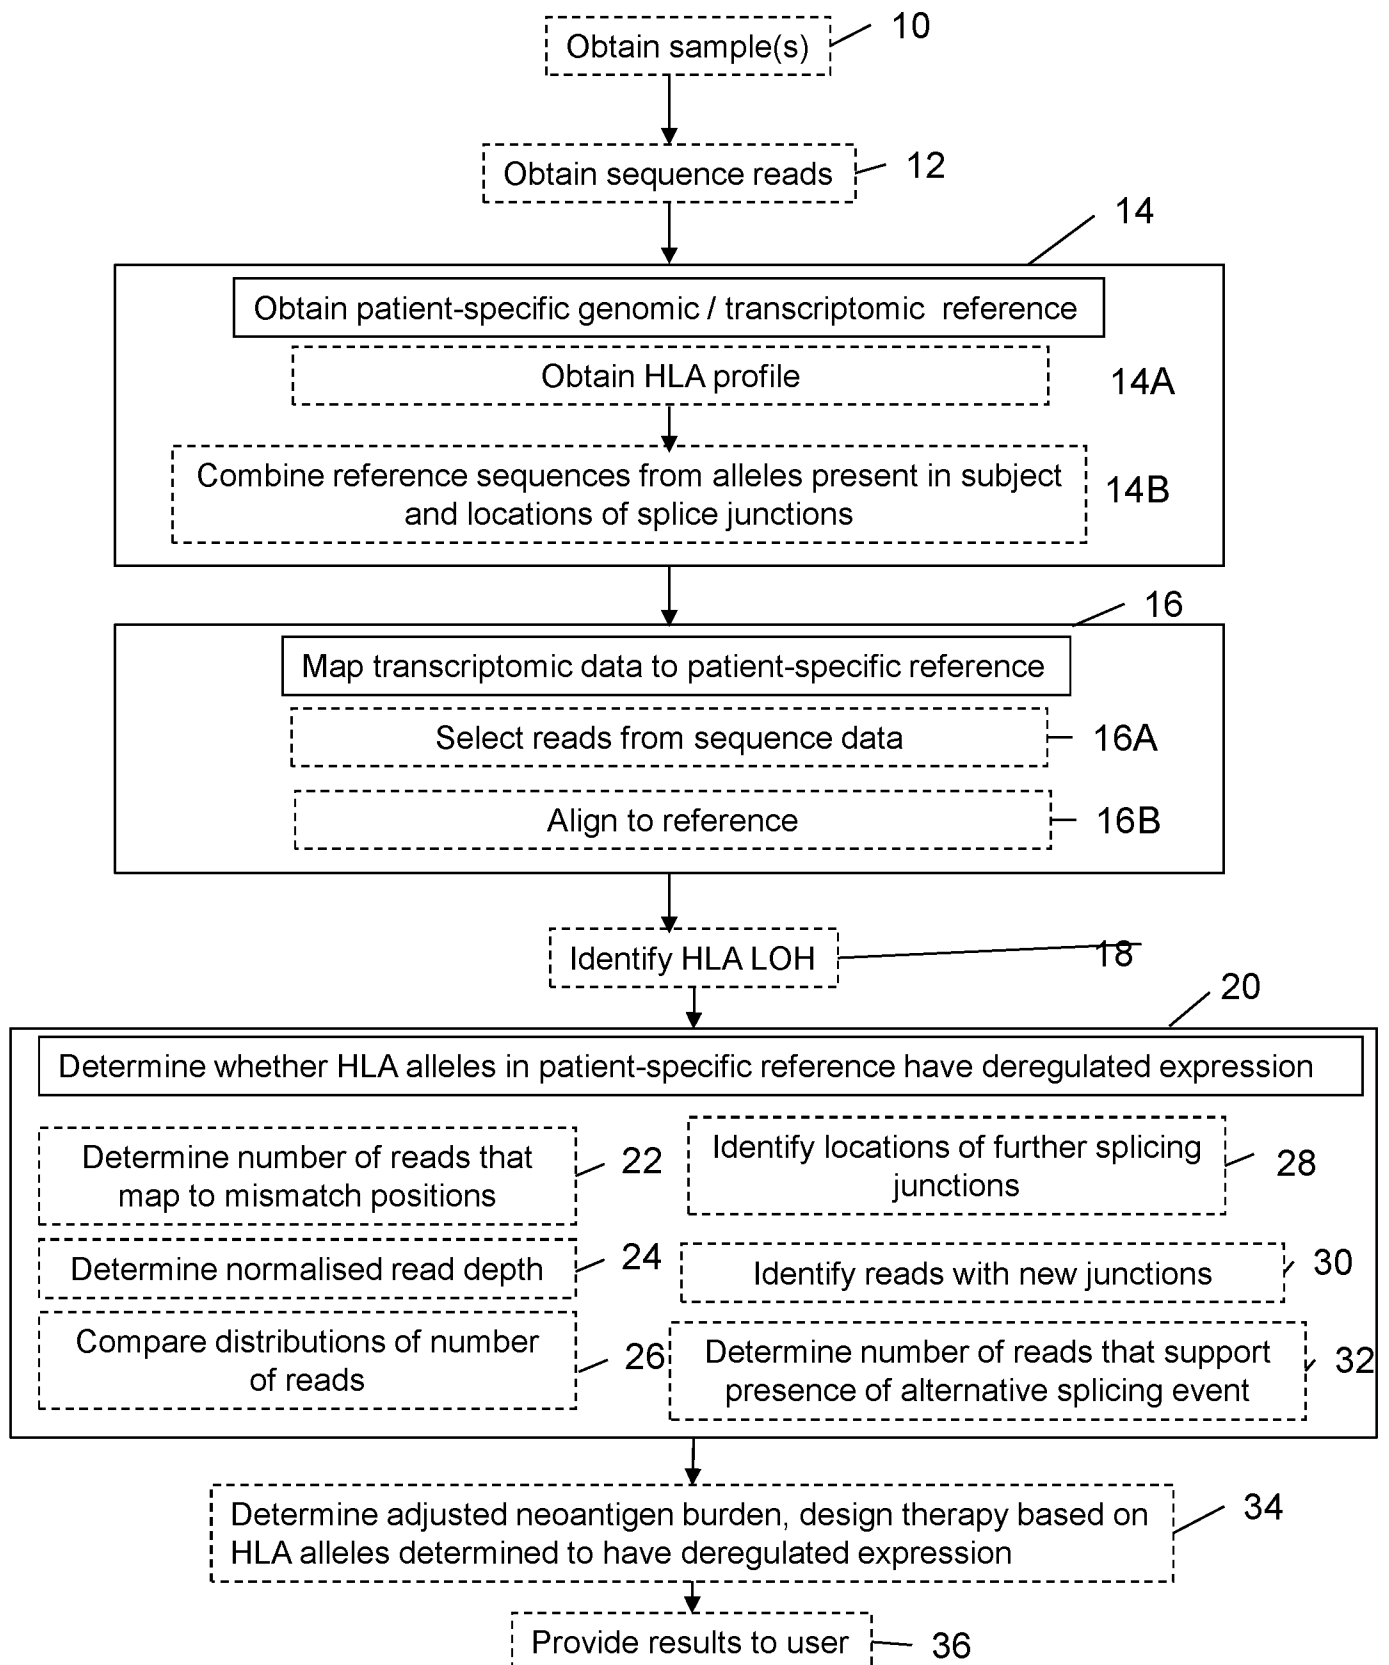 Obtain sample(s)
10
Obtain sequence reads
12
14
Obtain patient-specific genomic / transcriptomic reference
Obtain HLA profile
14A
Combine reference sequences from alleles present in subject
and locations of splice junctions
14B
16
Map transcriptomic data to patient-specific reference
Select reads from sequence data
16A
Align to reference
16B
Identify HLA LOH
18
20
Determine whether HLA alleles in patient-specific reference have deregulated expression
Determine number of reads that
map to mismatch positions
22
Determine normalised read depth
24
Compare distributions of number
of reads
26
Identify locations of further splicing
junctions
28
Identify reads with new junctions
30
Determine number of reads that support
presence of alternative splicing event
32
Determine adjusted neoantigen burden, design therapy based on
HLA alleles determined to have deregulated expression
34
Provide results to user
36